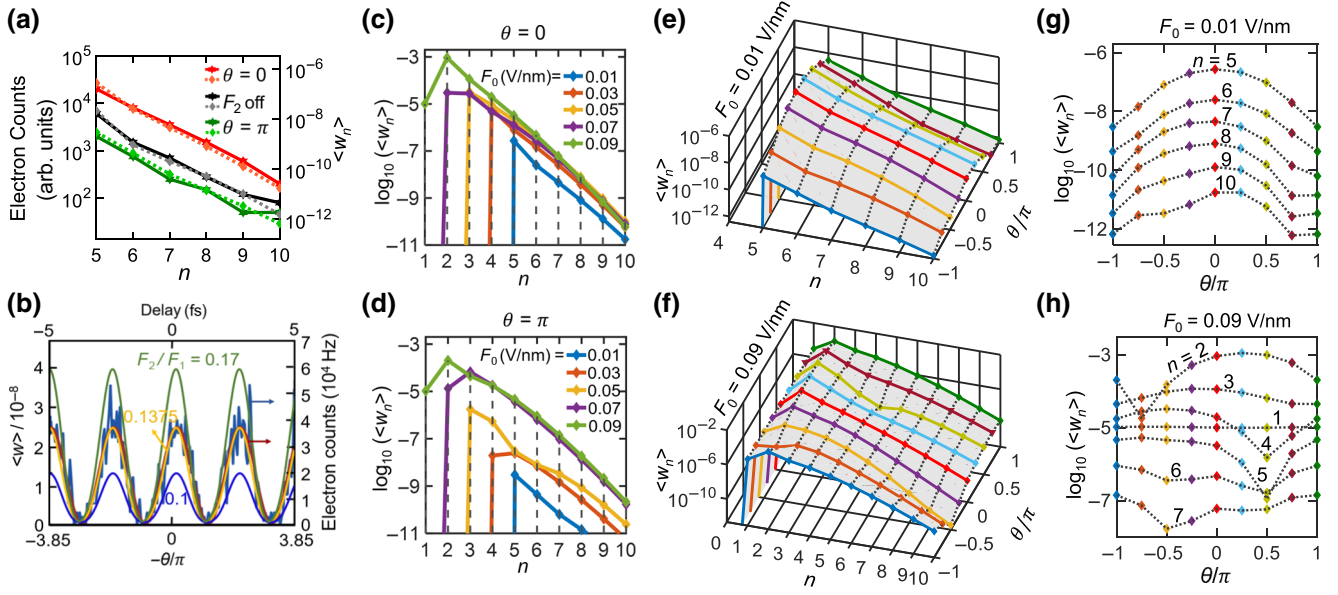 (a)
10⁵
10⁴
10³
10²
Electron Counts
(arb. units)
θ = 0
F₂ off
θ = π
10⁻⁶
10⁻⁸
10⁻¹⁰
10⁻¹²
<wₙ>
5 6 7 8 9 10
n
(b)
Delay (fs)
−5 0 5
F₂ / F₁ = 0.17
0.1375
0.1
<w> / 10⁻⁸
4
3
2
1
0
7
6
5
4
3
2
1
0
Electron counts (10⁴ Hz)
−3.85 0 3.85
−θ/π
(c)
θ = 0
F₀ (V/nm)=
0.01
0.03
0.05
0.07
0.09
log₁₀ (<wₙ>)
−3
−5
−7
−9
−11
1 2 3 4 5 6 7 8 9 10
n
(d)
θ = π
F₀ (V/nm)=
0.01
0.03
0.05
0.07
0.09
log₁₀ (<wₙ>)
−3
−5
−7
−9
−11
1 2 3 4 5 6 7 8 9 10
n
(e)
F₀ = 0.01 V/nm
<wₙ>
10⁻⁶
10⁻⁸
10⁻¹⁰
10⁻¹²
4 5 6 7 8 9 10
n
−1
−0.5
0
0.5
1
θ/π
(f)
F₀ = 0.09 V/nm
<wₙ>
10⁻²
10⁻⁶
10⁻¹⁰
0 1 2 3 4 5 6 7 8 9 10
n
−1
−0.5
0
0.5
1
θ/π
(g)
F₀ = 0.01 V/nm
n = 5
6
7
8
9
10
log₁₀ (<wₙ>)
−6
−8
−10
−12
−1 −0.5 0 0.5 1
θ/π
(h)
F₀ = 0.09 V/nm
n = 2
3
1
4
5
6
7
log₁₀ (<wₙ>)
−3
−5
−7
−1 −0.5 0 0.5 1
θ/π